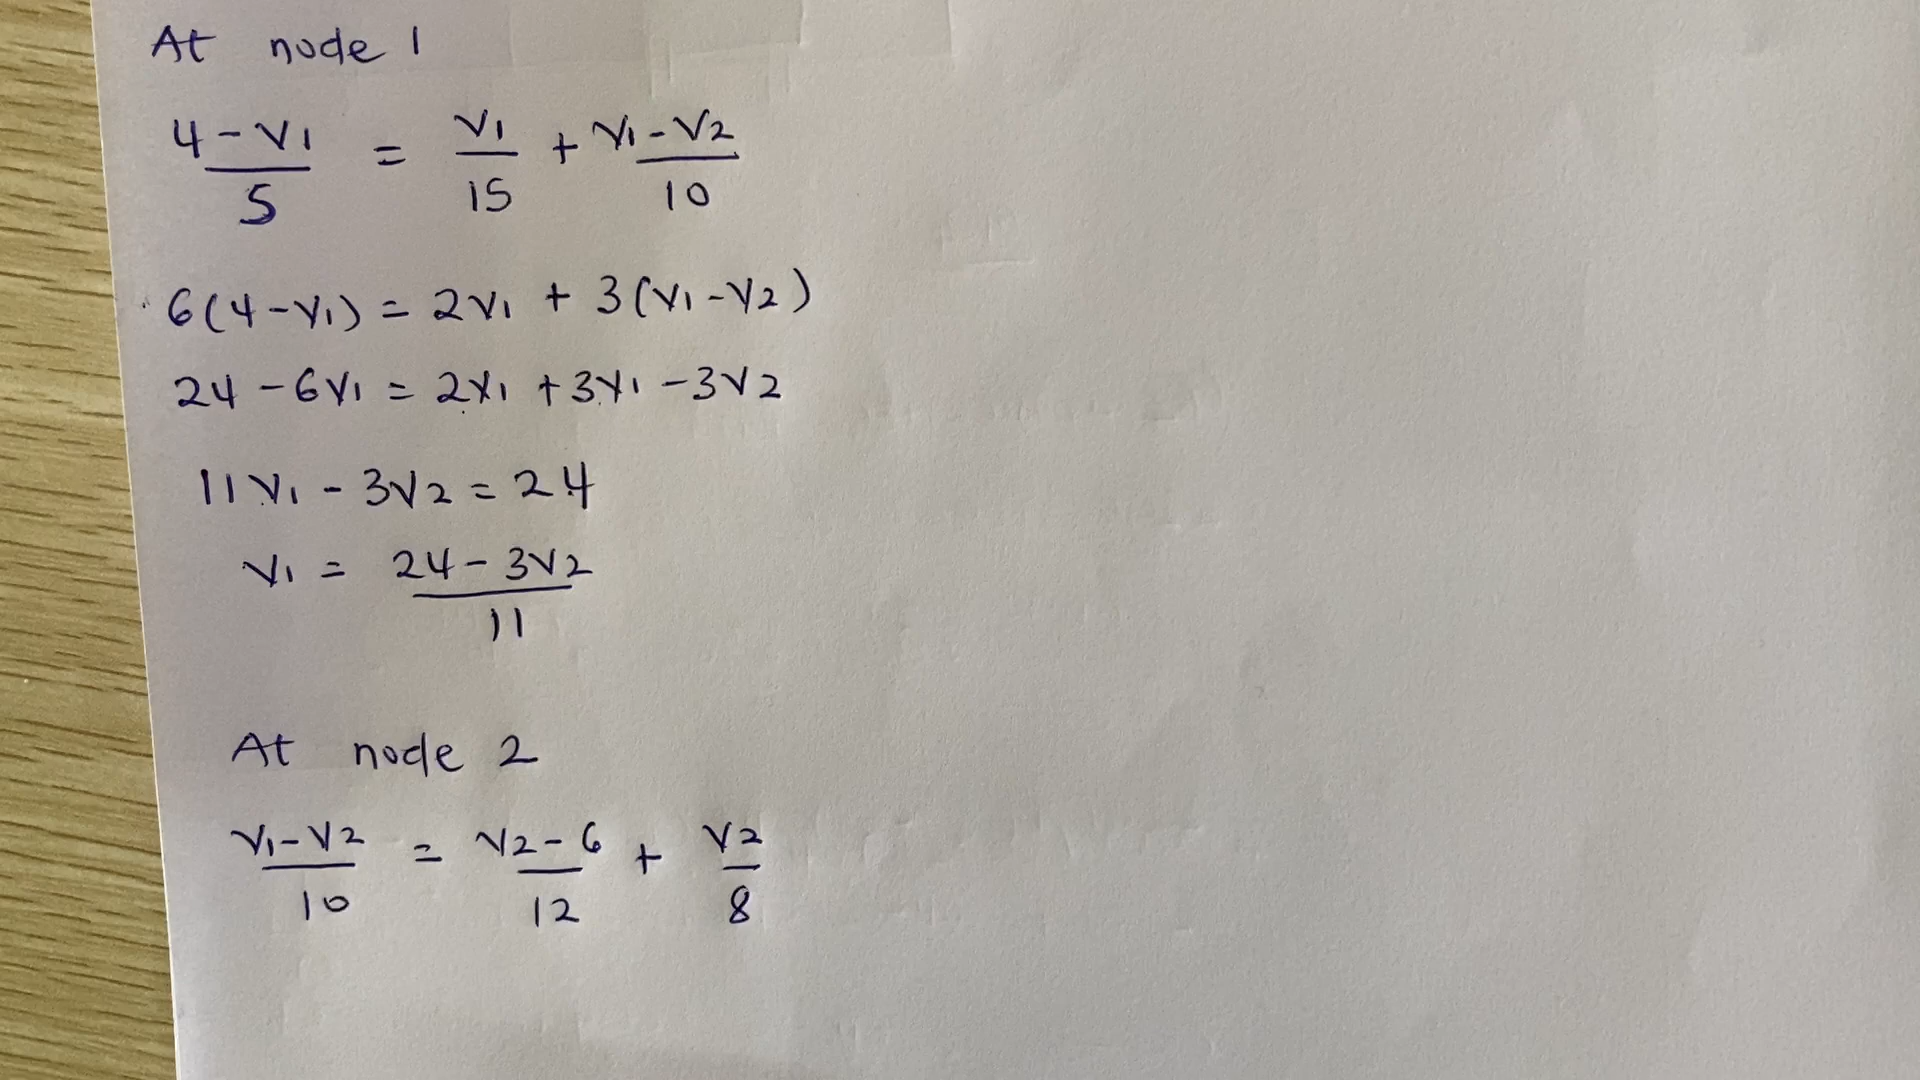 At node 1
4-V1/5 = V1/15 + V1-V2/10
6(4-V1) = 2V1 + 3(V1-V2)
24 - 6V1 = 2V1 + 3V1 - 3V2
11V1 - 3V2 = 24
V1 = 24 - 3V2/11
At node 2
V1-V2/10 = V2-6/12 + V2/8